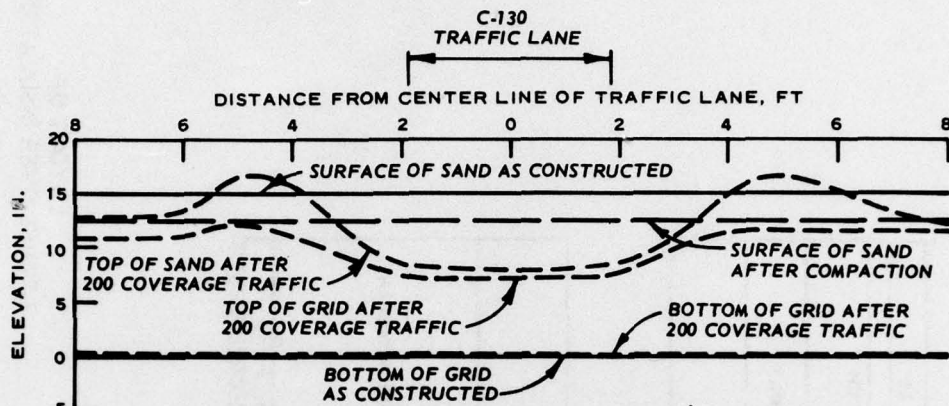 C-130
TRAFFIC LANE
DISTANCE FROM CENTER LINE OF TRAFFIC LANE, FT
8 6 4 2 0 2 4 6 8
20
SURFACE OF SAND AS CONSTRUCTED
15
10
TOP OF SAND AFTER
200 COVERAGE TRAFFIC
SURFACE OF SAND
AFTER COMPACTION
5
TOP OF GRID AFTER
200 COVERAGE TRAFFIC
BOTTOM OF GRID AFTER
200 COVERAGE TRAFFIC
0
BOTTOM OF GRID
AS CONSTRUCTED
ELEVATION, IN.